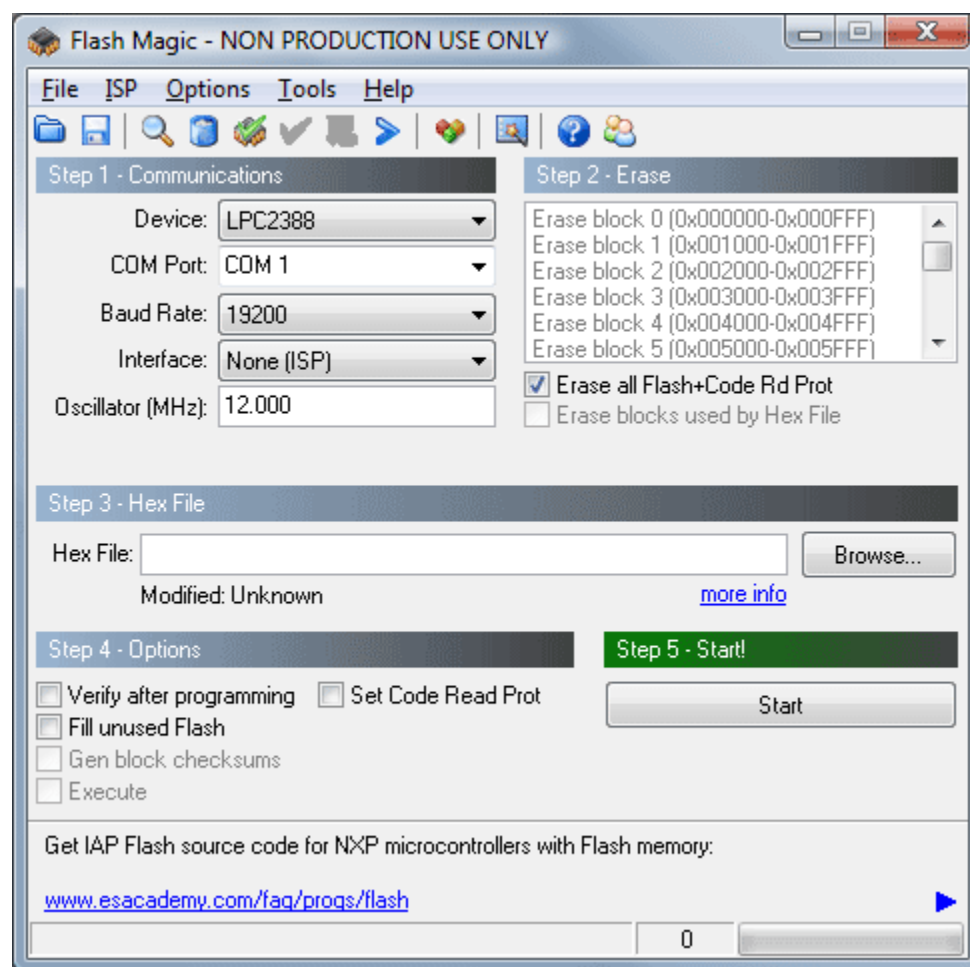 Flash Magic - NON PRODUCTION USE ONLY
File ISP Options Tools Help
Step 1 - Communications
Device: LPC2388
COM Port: COM 1
Baud Rate: 19200
Interface: None (ISP)
Oscillator (MHz): 12.000
Step 2 - Erase
Erase block 0 (0x000000-0x000FFF)
Erase block 1 (0x001000-0x001FFF)
Erase block 2 (0x002000-0x002FFF)
Erase block 3 (0x003000-0x003FFF)
Erase block 4 (0x004000-0x004FFF)
Erase block 5 (0x005000-0x005FFF)
Erase all Flash+Code Rd Prot
Erase blocks used by Hex File
Step 3 - Hex File
Hex File: Browse...
Modified: Unknown more info
Step 4 - Options
Verify after programming Set Code Read Prot
Fill unused Flash
Gen block checksums
Execute
Step 5 - Start!
Start
Get IAP Flash source code for NXP microcontrollers with Flash memory:
www.esacademy.com/faq/progs/flash
0